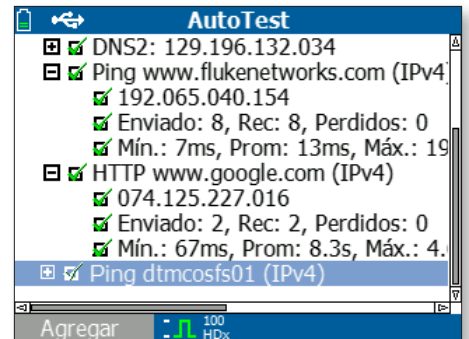 AutoTest
DNS2: 129.196.132.034
Ping www.flukenetworks.com (IPv4)
192.065.040.154
Enviado: 8, Rec: 8, Perdidos: 0
Mín.: 7ms, Prom: 13ms, Máx.: 19
HTTP www.google.com (IPv4)
074.125.227.016
Enviado: 2, Rec: 2, Perdidos: 0
Mín.: 67ms, Prom: 8.3s, Máx.: 4.
Ping dtmcosfs01 (IPv4)
Agregar
100
HDx